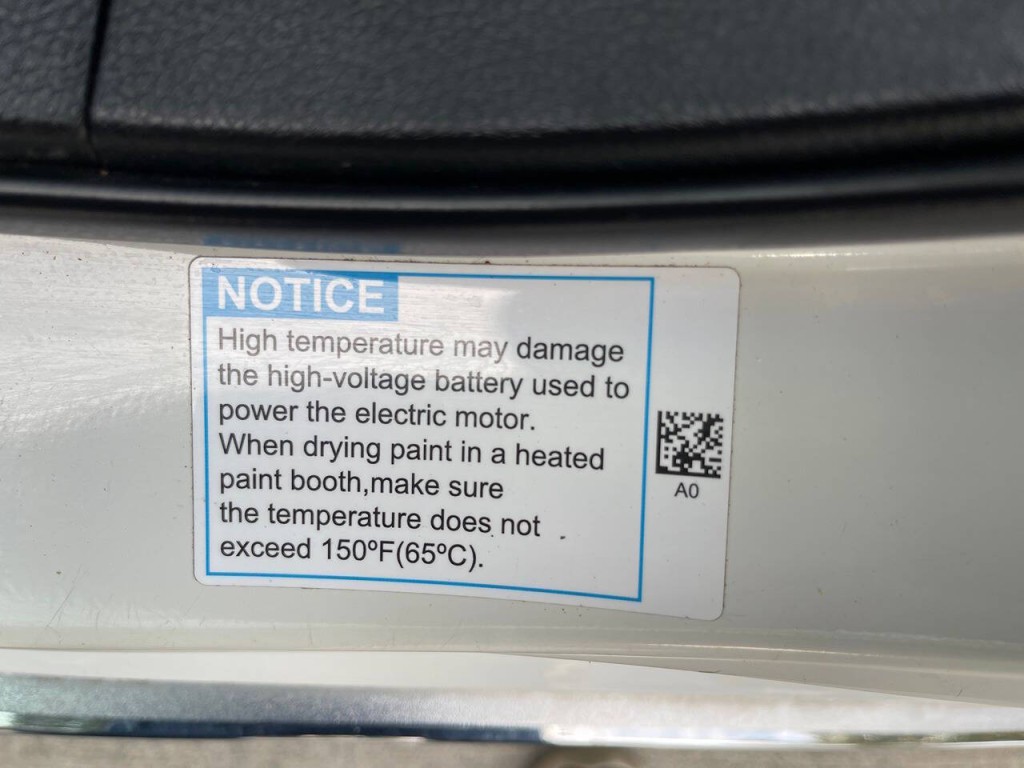 NOTICE
High temperature may damage
the high-voltage battery used to
power the electric motor.
When drying paint in a heated
paint booth,make sure
the temperature does not
exceed 150ºF(65ºC).
A0